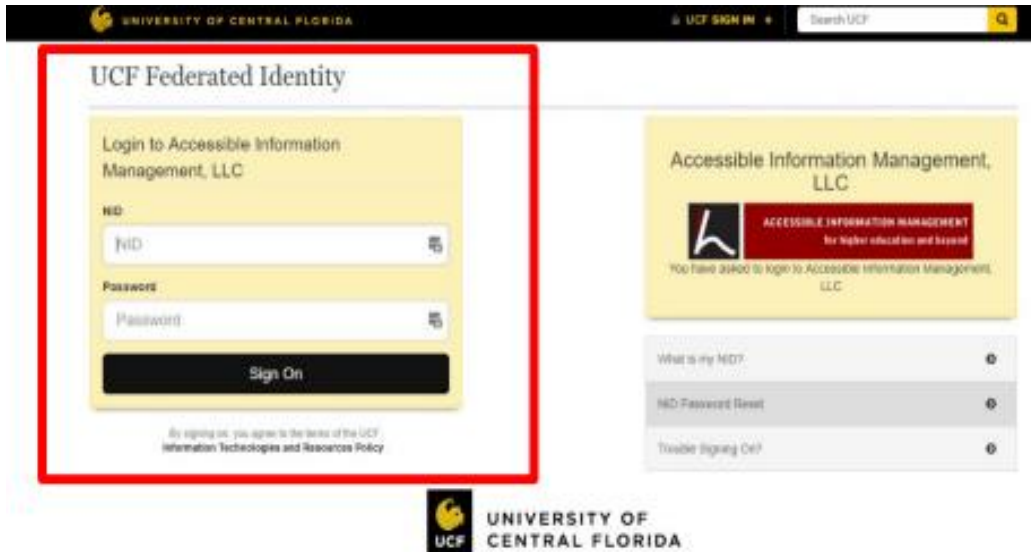 UNIVERSITY OF CENTRAL FLORIDA
UCF SIGN IN
Search UCF
UCF Federated Identity
Login to Accessible Information
Management, LLC
NID
NID
Password
Password
Sign On
By signing on, you agree to the terms of the UCF
Information Technologies and Resources Policy
Accessible Information Management,
LLC
ACCESSIBLE INFORMATION MANAGEMENT
for higher education and beyond
You have asked to login to Accessible Information Management,
LLC
What is my NID?
NID Password Reset
Trouble Signing On?
UCF
UNIVERSITY OF
CENTRAL FLORIDA